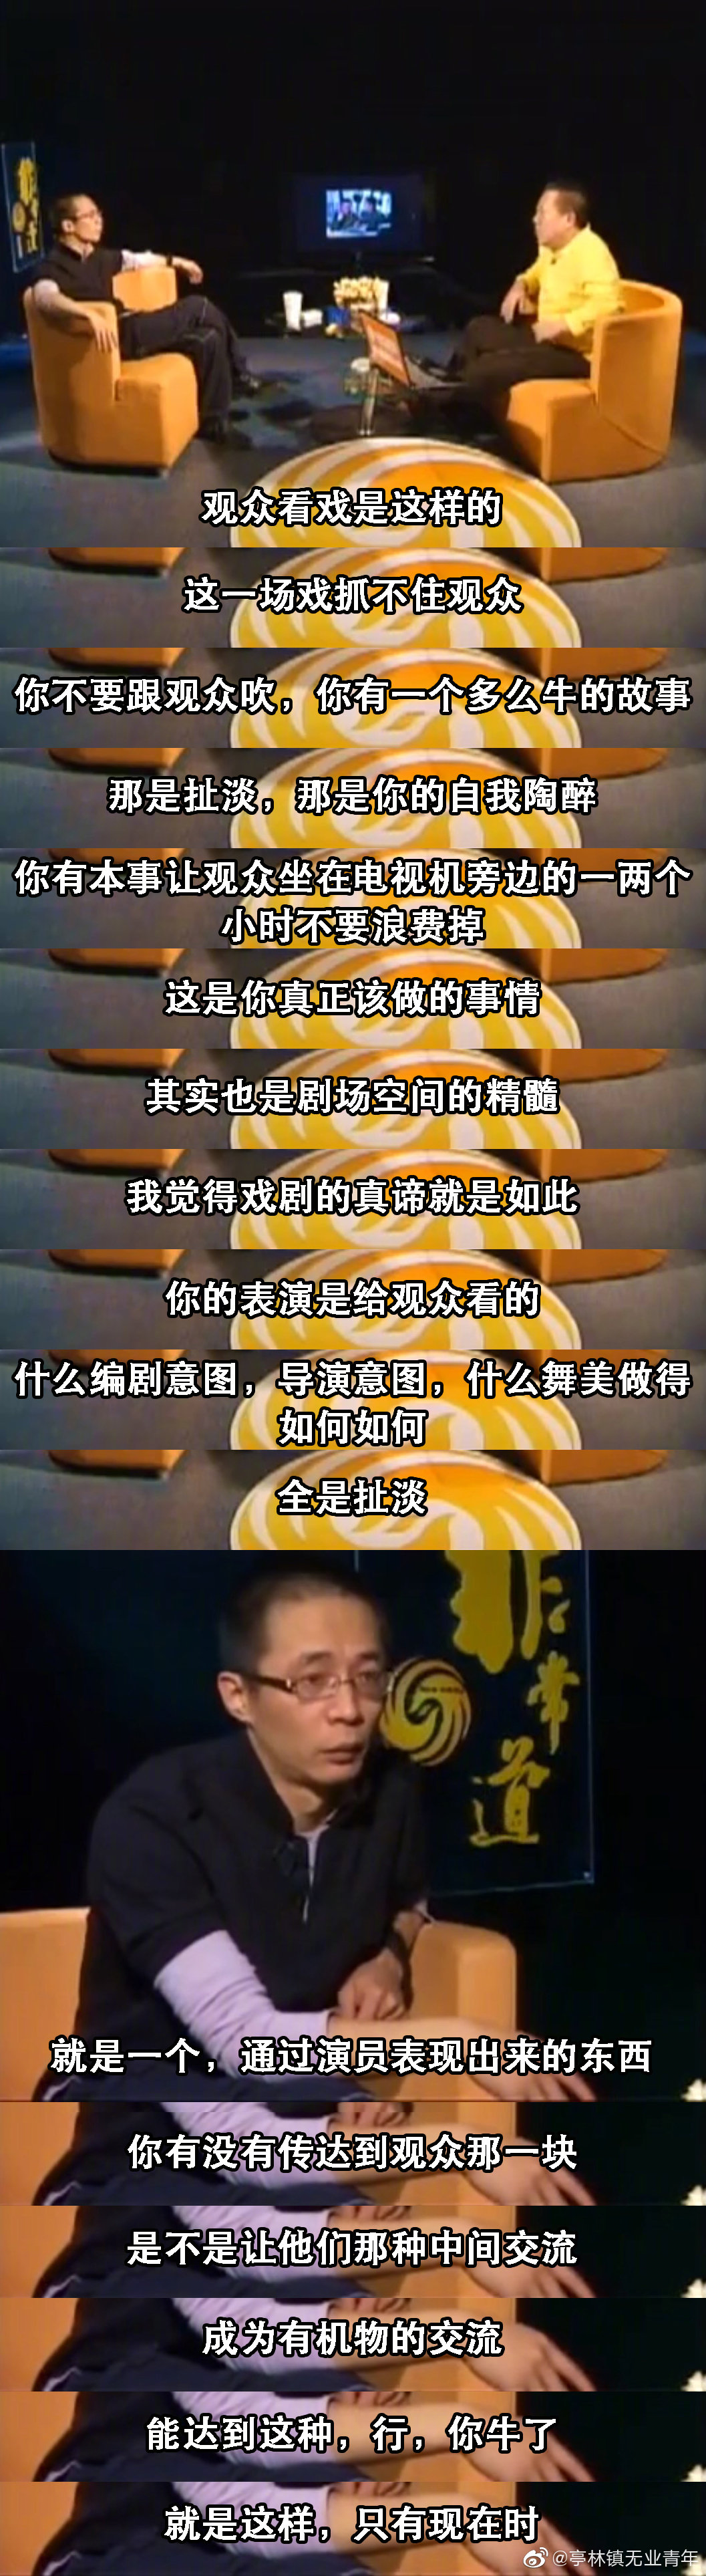 非常道
观众看戏是这样的
这一场戏抓不住观众
你不要跟观众吹，你有一个多么牛的故事
那是扯淡，那是你的自我陶醉
你有本事让观众坐在电视机旁边的一两个
小时不要浪费掉
这是你真正该做的事情
其实也是剧场空间的精髓
我觉得戏剧的真谛就是如此
你的表演是给观众看的
什么编剧意图，导演意图，什么舞美做得
如何如何
全是扯淡
非常道
就是一个，通过演员表现出来的东西
你有没有传达到观众那一块
是不是让他们那种中间交流
成为有机物的交流
能达到这种，行，你牛了
就是这样，只有现在时
@亭林镇无业青年